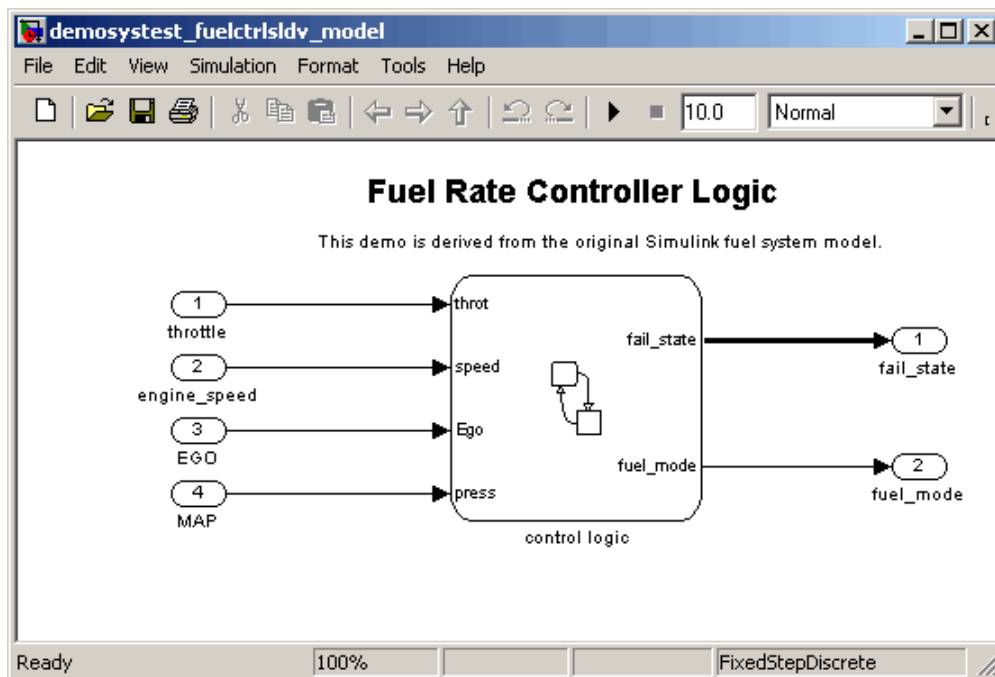 demosystest_fuelctrlsldv_model
File Edit View Simulation Format Tools Help
10.0 Normal
Fuel Rate Controller Logic
This demo is derived from the original Simulink fuel system model.
1
throttle
2
engine_speed
3
EGO
4
MAP
throt
speed
Ego
press
fail_state
fuel_mode
control logic
1
fail_state
2
fuel_mode
Ready 100% FixedStepDiscrete